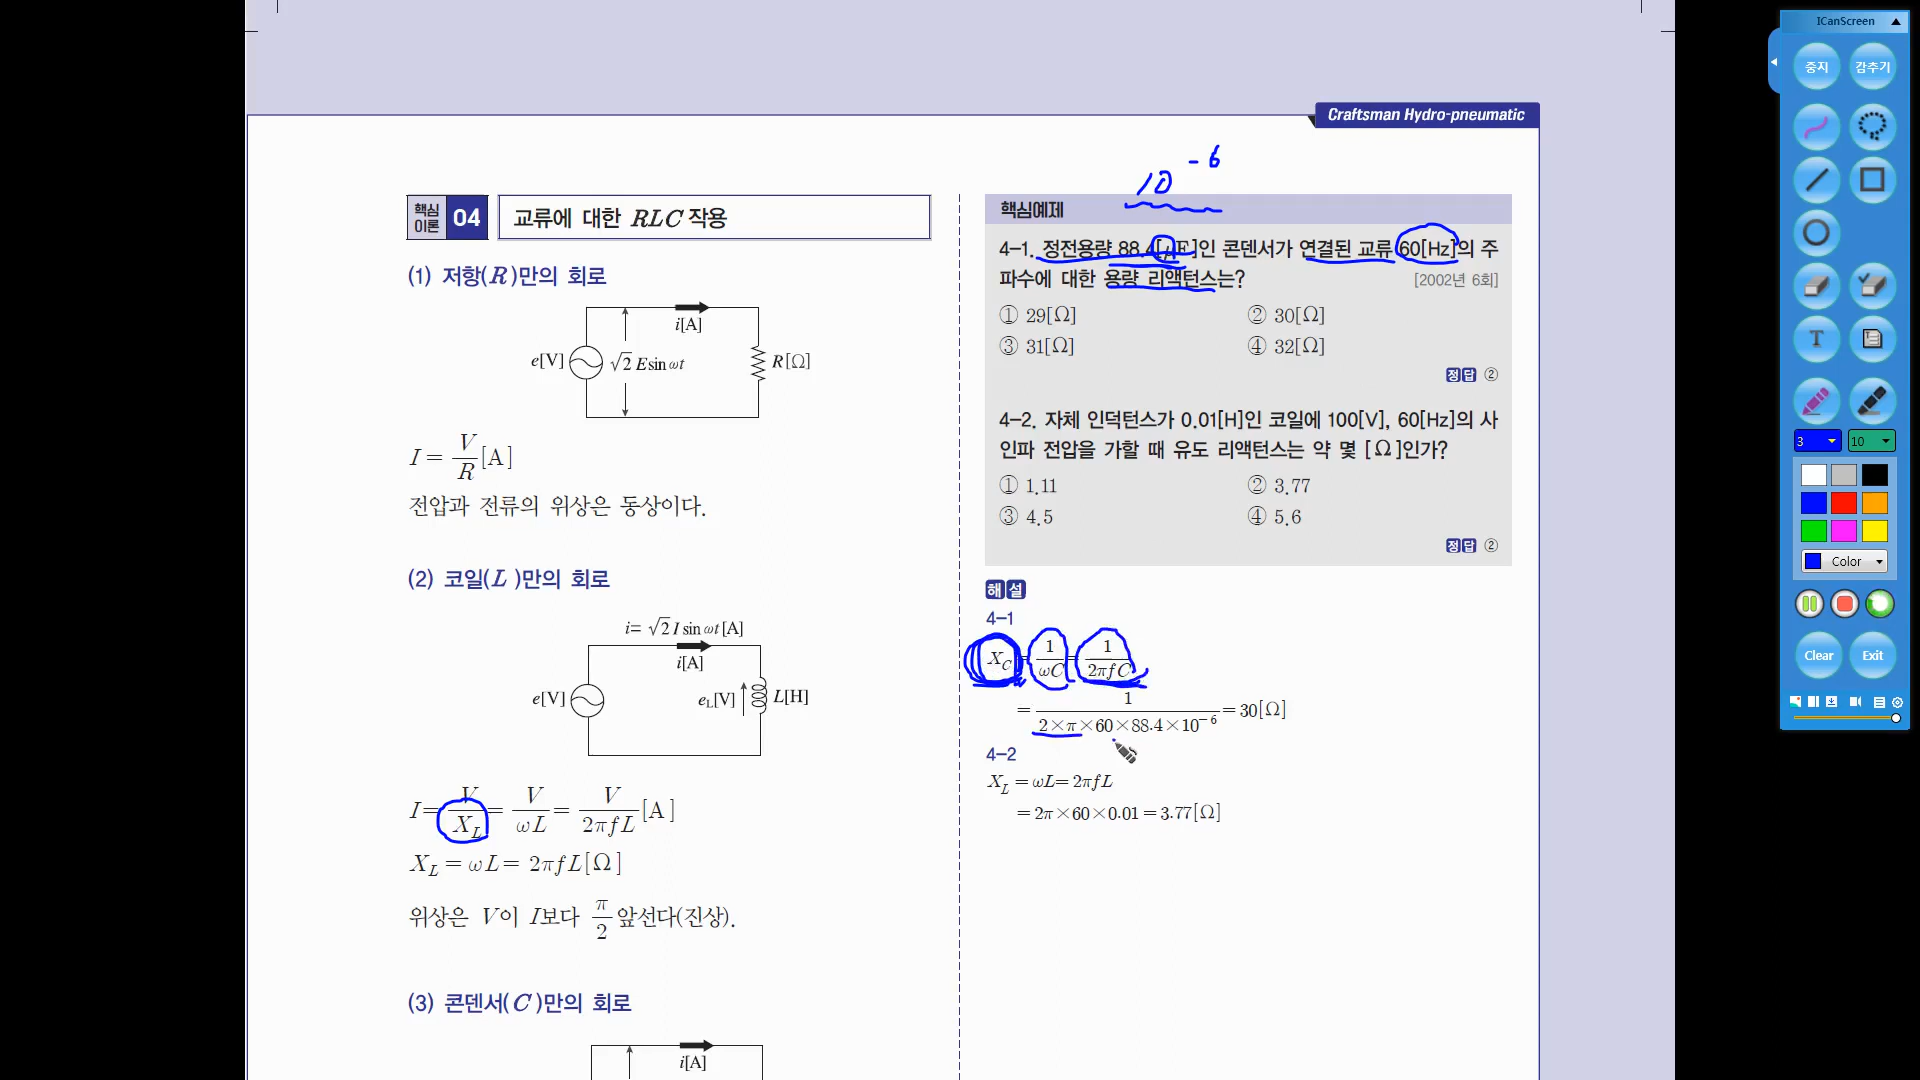 Craftsman Hydro-pneumatic
핵심이론 04 교류에 대한 RLC 작용
(1) 저항(R)만의 회로
i[A]
e[V] √2 E sin ωt R[Ω]
I = V/R [A]
전압과 전류의 위상은 동상이다.
(2) 코일(L)만의 회로
i= √2 I sin ωt [A]
i[A]
e[V] eL[V] L[H]
I = V/XL = V/ωL = V/2πfL [A]
XL = ωL = 2πfL[Ω]
위상은 V이 I보다 π/2 앞선다(진상).
(3) 콘덴서(C)만의 회로
i[A]
10⁻⁶
핵심예제
4-1. 정전용량 88.4[μF]인 콘덴서가 연결된 교류 60[Hz]의 주
파수에 대한 용량 리액턴스는? [2002년 6회]
① 29[Ω] ② 30[Ω]
③ 31[Ω] ④ 32[Ω]
정답 ②
4-2. 자체 인덕턴스가 0.01[H]인 코일에 100[V], 60[Hz]의 사
인파 전압을 가할 때 유도 리액턴스는 약 몇 [Ω]인가?
① 1.11 ② 3.77
③ 4.5 ④ 5.6
정답 ②
해설
4-1
XC = 1/ωC = 1/2πfC
= 1/(2×π×60×88.4×10⁻⁶) = 30[Ω]
4-2
XL = ωL = 2πfL
= 2π×60×0.01 = 3.77[Ω]
ICanScreen
중지 감추기
T
3 10
Color
Clear Exit